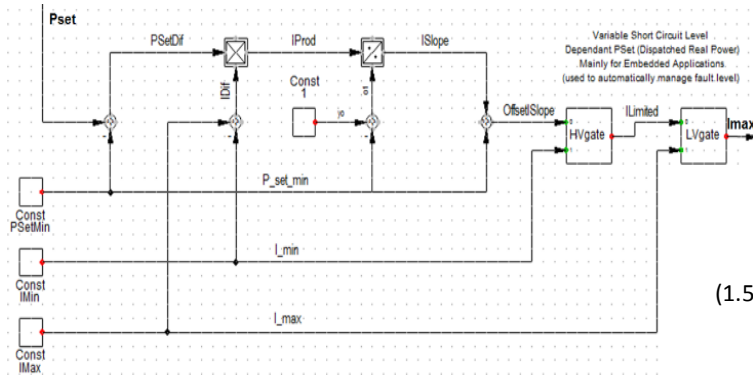 Pset
PSetDif
IProd
ISlope
Variable Short Circuit Level
Dependant PSet (Dispatched Real Power)
Mainly for Embedded Applications
(used to automatically manage fault level)
IDif
Const
1
o1
yo
OffsetISlope
ILimited
Imax
HVgate
LVgate
P_set_min
Const
PSetMin
I_min
Const
IMin
(1.5
I_max
Const
IMax